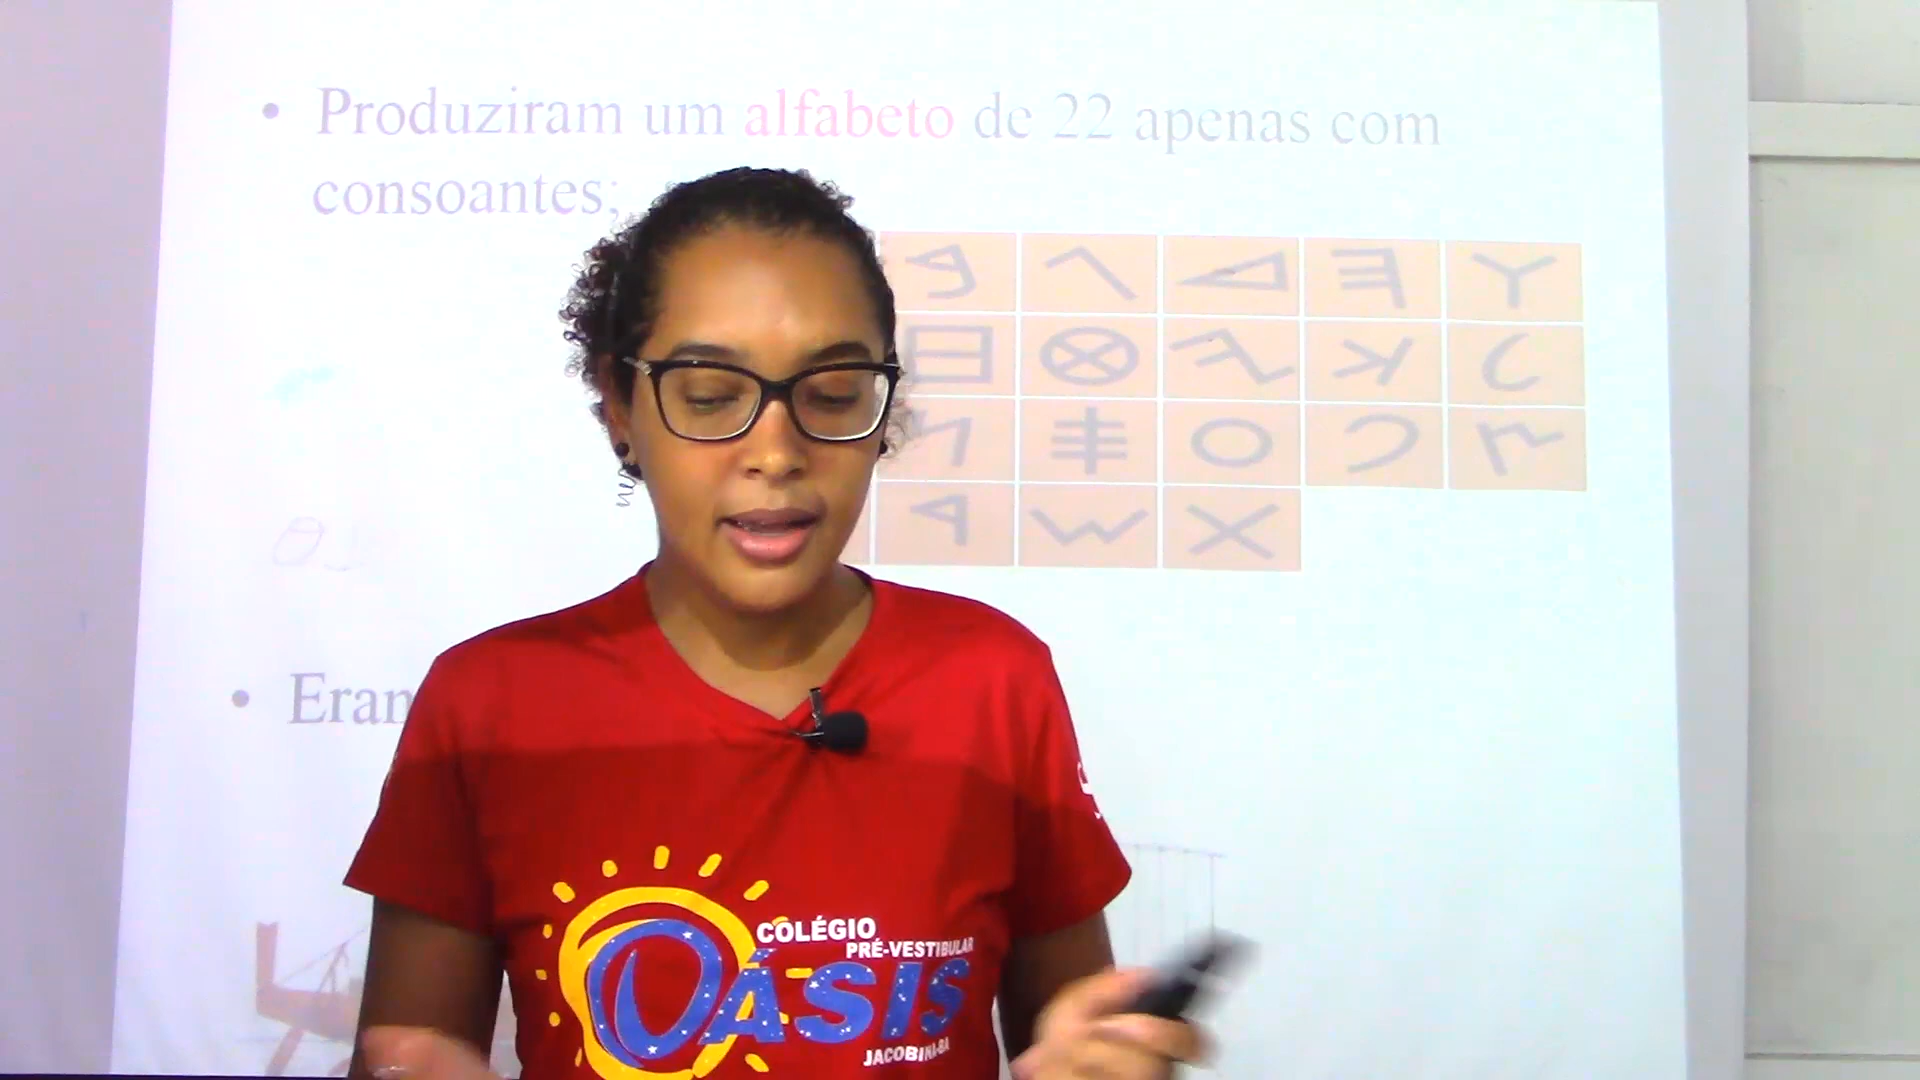 • Produziram um alfabeto de 22 apenas com
consoantes;
• Eram
COLÉGIO
PRÉ-VESTIBULAR
OÁSIS
JACOBINA-BA